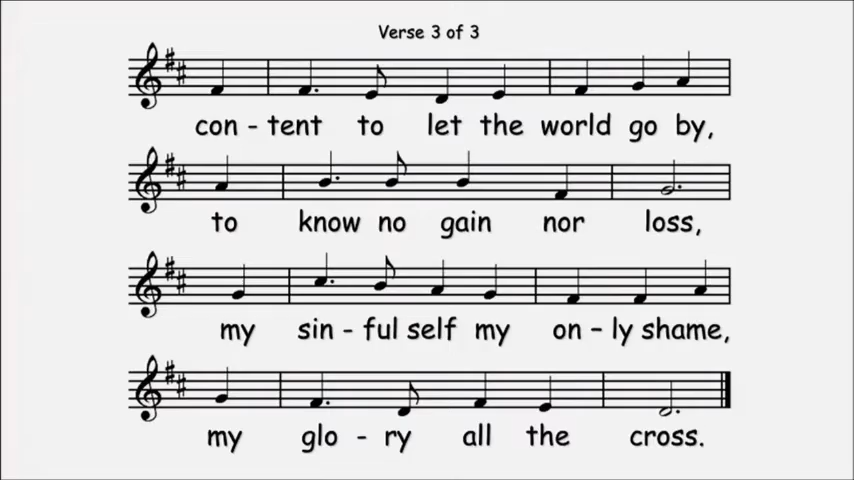 Verse 3 of 3
con - tent to let the world go by,
to know no gain nor loss,
my sin - ful self my on - ly shame,
my glo - ry all the cross.